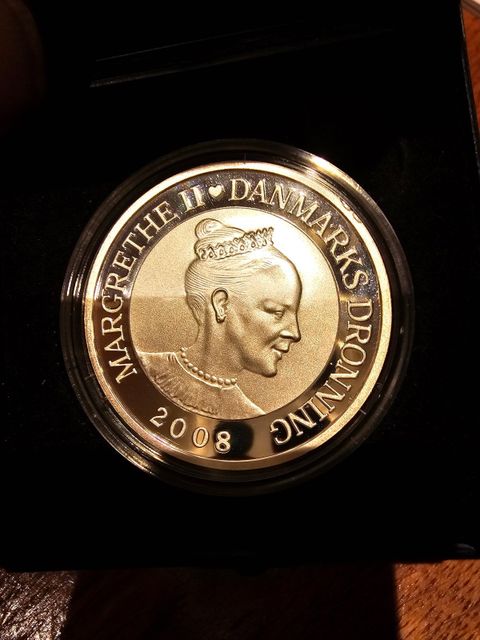 MARGRETHE II ♥ DANMARKS DRONNING
2008